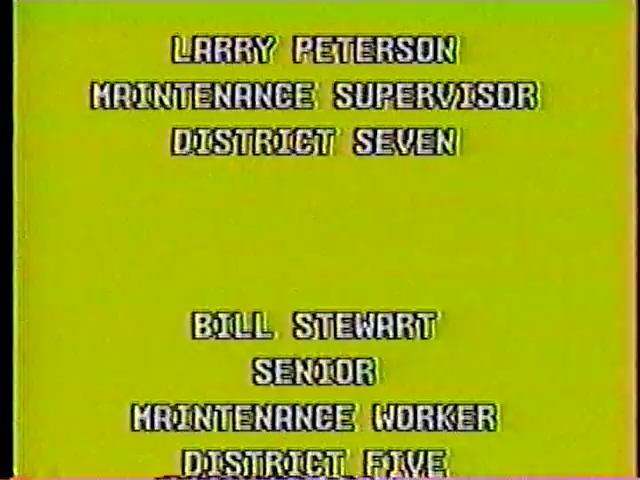 LARRY PETERSON
MAINTENANCE SUPERVISOR
DISTRICT SEVEN
BILL STEWART
SENIOR
MAINTENANCE WORKER
DISTRICT FIVE